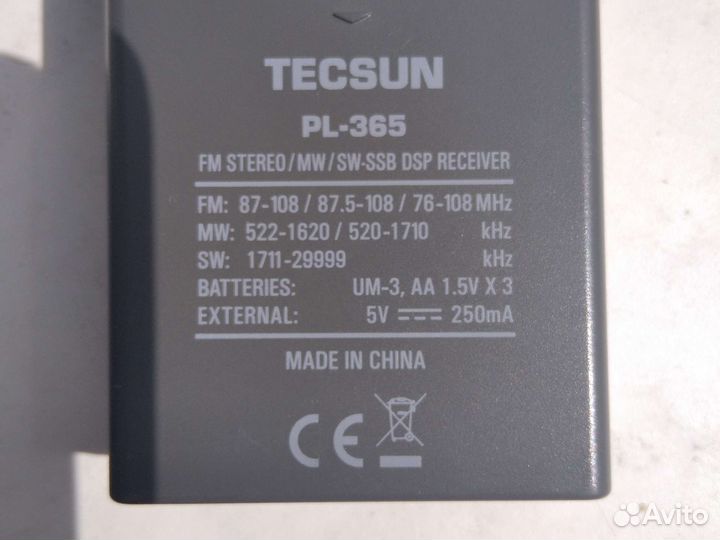 TECSUN
PL-365
FM STEREO/MW/SW-SSB DSP RECEIVER
FM: 87-108 / 87.5-108 / 76-108 MHz
MW: 522-1620 / 520-1710 kHz
SW: 1711-29999 kHz
BATTERIES: UM-3, AA 1.5V X 3
EXTERNAL: 5V 250mA
MADE IN CHINA
CE
Avito